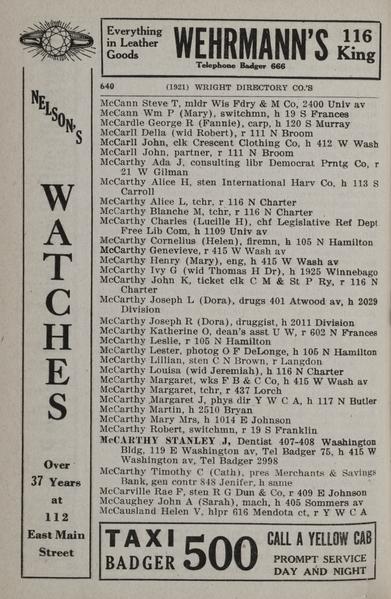 Everything
in Leather
Goods
WEHRMANN'S
116
King
Telephone Badger 666
NELSON'S
WATCHES
Over
37 Years
at
112
East Main
Street
640
(1921) WRIGHT DIRECTORY CO.'S
McCann Steve T, mldr Wis Fdry & M Co, 2400 Univ av
McCann Wm P (Mary), switchmn, h 19 S Frances
McCardle George R (Fannie), carp, h 120 S Murray
McCarll Della (wid Robert), r 111 N Broom
McCarll John, clk Crescent Clothing Co, h 412 W Wash
McCarll John, partner, r 111 N Broom
McCarthy Ada J, consulting libr Democrat Prntg Co, r
21 W Gilman
McCarthy Alice H, sten International Harv Co, h 113 S
Carroll
McCarthy Alice L, tchr, r 116 N Charter
McCarthy Blanche M, tchr, r 116 N Charter
McCarthy Charles (Lucille H), chf Legislative Ref Dept
Free Lib Com, h 1109 Univ av
McCarthy Cornelius (Helen), firemn, h 105 N Hamilton
McCarthy Genevieve, r 415 W Wash av
McCarthy Henry (Mary), eng, h 415 W Wash av
McCarthy Ivy G (wid Thomas H Dr), h 1925 Winnebago
McCarthy John K, ticket clk C M & St P Ry, r 116 N
Charter
McCarthy Joseph L (Dora), drugs 401 Atwood av, h 2029
Division
McCarthy Joseph R (Dora), druggist, h 2011 Division
McCarthy Katherine O, dean's asst U W, r 602 N Frances
McCarthy Leslie, r 105 N Hamilton
McCarthy Lester, photog O F DeLonge, h 105 N Hamilton
McCarthy Lillian, sten C N Brown, r Langdon
McCarthy Louisa (wid Jeremiah), h 116 N Charter
McCarthy Margaret, wks F B & C Co, h 415 W Wash av
McCarthy Margaret, tchr, r 437 Lorch
McCarthy Margaret J, phys dir Y W C A, h 117 N Butler
McCarthy Martin, h 2510 Bryan
McCarthy Mary Mrs, h 1014 E Johnson
McCarthy Robert, switchmn, r 19 S Franklin
McCARTHY STANLEY J, Dentist 407-408 Washington
Bldg, 119 E Washington av, Tel Badger 75, h 415 W
Washington av, Tel Badger 2998
McCarthy Timothy C (Cath), pres Merchants & Savings
Bank, gen contr 848 Jenifer, h same
McCarville Rae F, sten R G Dun & Co, r 409 E Johnson
McCaughey John A (Sarah), mach, h 405 Sommers av
McCausland Helen V, hlpr 616 Mendota ct, r Y W C A
TAXI
BADGER
500
CALL A YELLOW CAB
PROMPT SERVICE
DAY AND NIGHT